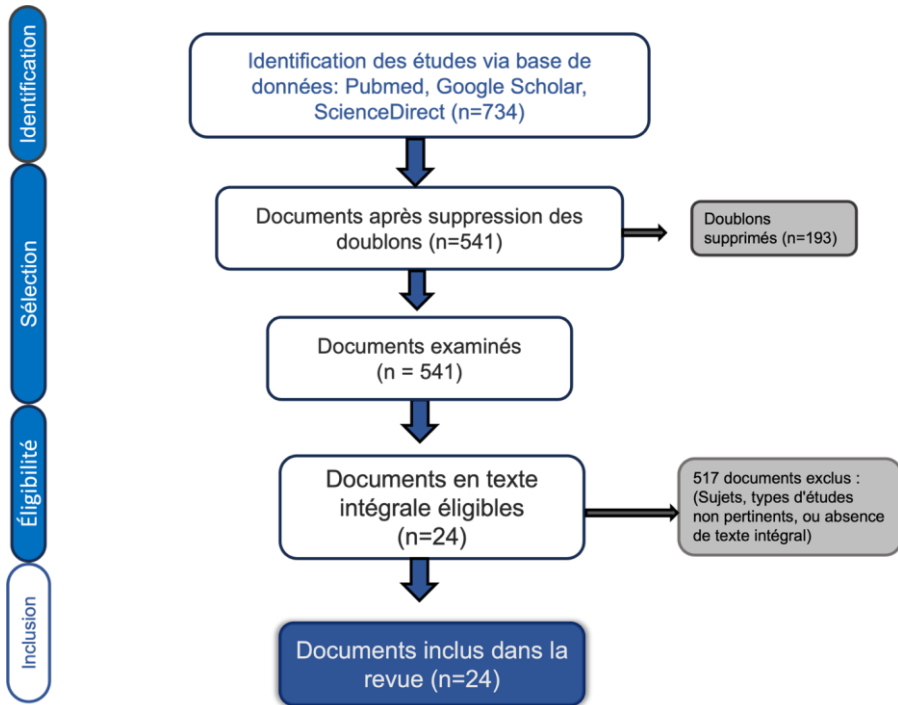 Identification
Identification des études via base de
données: Pubmed, Google Scholar,
ScienceDirect (n=734)
Sélection
Documents après suppression des
doublons (n=541)
Doublons
supprimés (n=193)
Documents examinés
(n = 541)
Éligibilité
Documents en texte
intégrale éligibles
(n=24)
517 documents exclus :
(Sujets, types d'études
non pertinents, ou absence
de texte intégral)
Inclusion
Documents inclus dans la
revue (n=24)